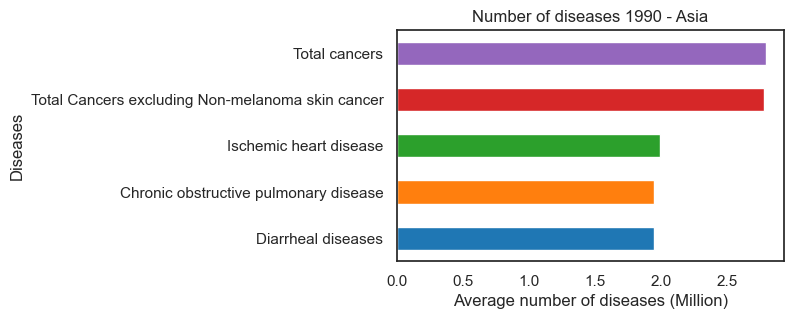 Number of diseases 1990 - Asia
Diseases
Total cancers
Total Cancers excluding Non-melanoma skin cancer
Ischemic heart disease
Chronic obstructive pulmonary disease
Diarrheal diseases
0.0 0.5 1.0 1.5 2.0 2.5
Average number of diseases (Million)